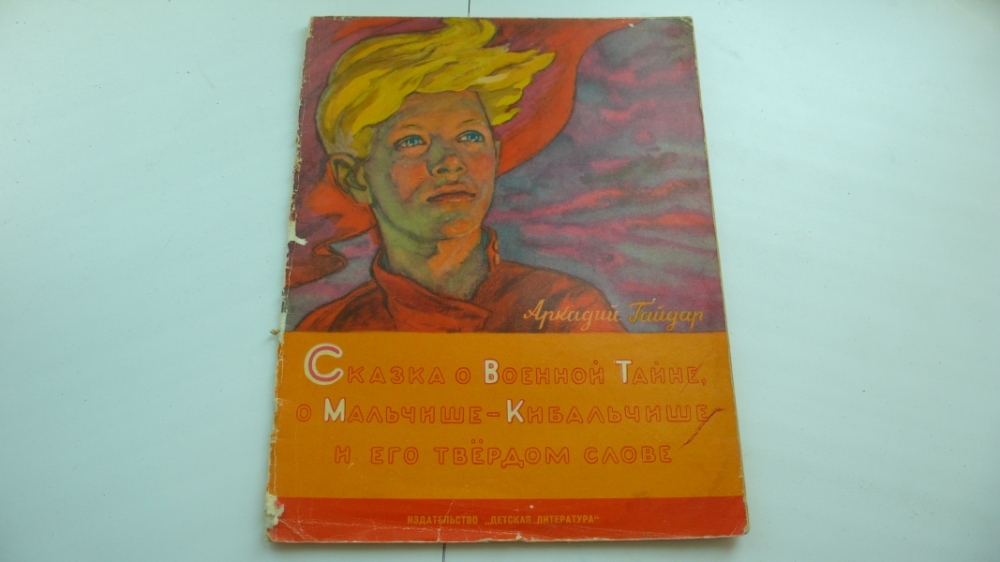 Аркадий Гайдар
Сказка о Военной Тайне,
о Мальчише-Кибальчише
и его твёрдом слове
ИЗДАТЕЛЬСТВО „ДЕТСКАЯ ЛИТЕРАТУРА“